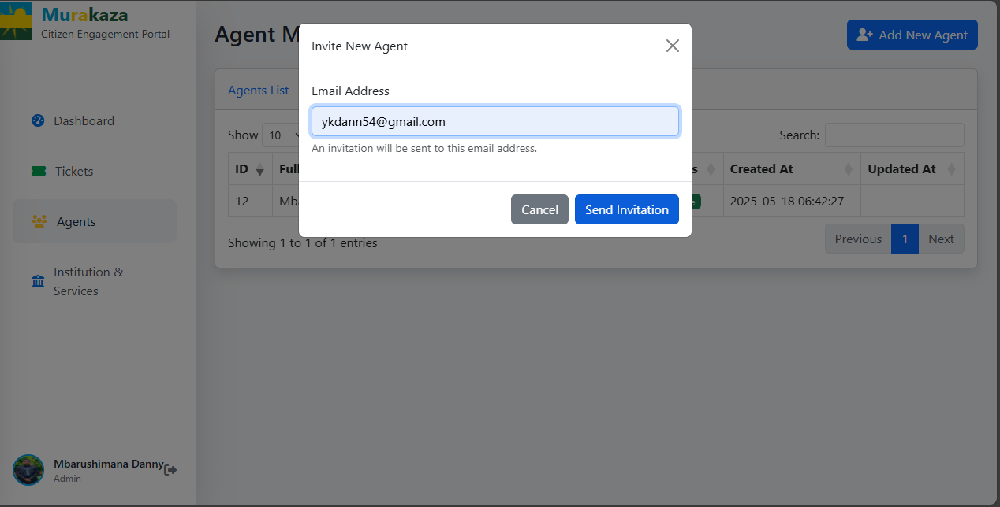 Murakaza
Citizen Engagement Portal
Dashboard
Tickets
Agents
Institution &
Services
Mbarushimana Danny
Admin
Agent M
Add New Agent
Agents List
Show 10
Search:
ID Full s Created At Updated At
12 Mb e 2025-05-18 06:42:27
Showing 1 to 1 of 1 entries
Previous 1 Next
Invite New Agent
Email Address
ykdann54@gmail.com
An invitation will be sent to this email address.
Cancel Send Invitation